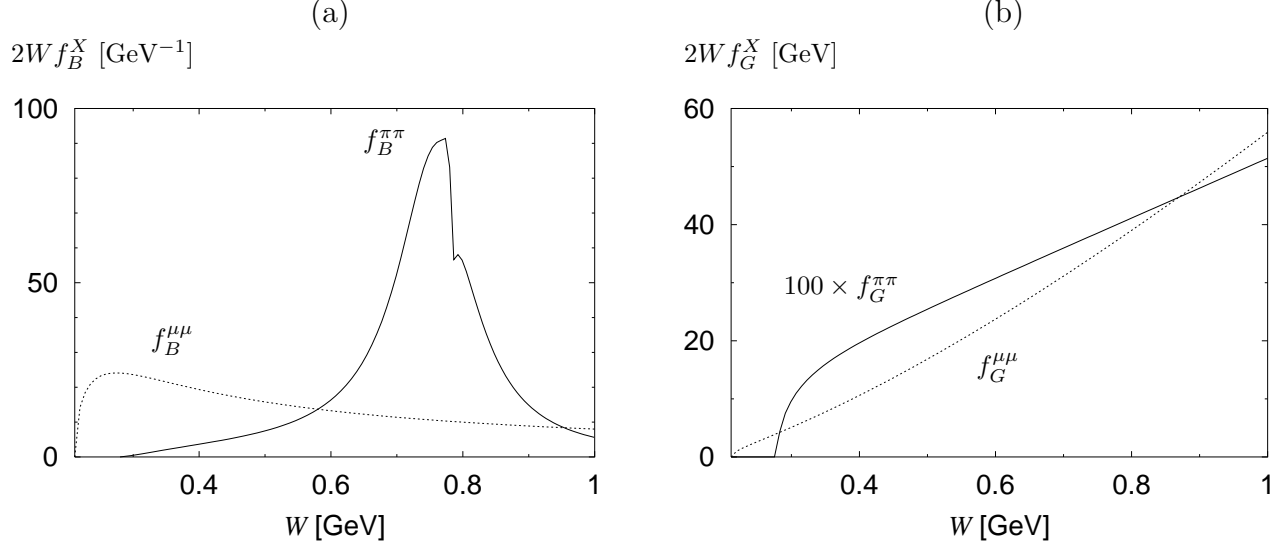 (a)
2W f_B^X [GeV⁻¹]
100
f_B^{ππ}
50
f_B^{μμ}
0
0.4 0.6 0.8 1
W [GeV]
(b)
2W f_G^X [GeV]
60
40
100 × f_G^{ππ}
20
f_G^{μμ}
0
0.4 0.6 0.8 1
W [GeV]